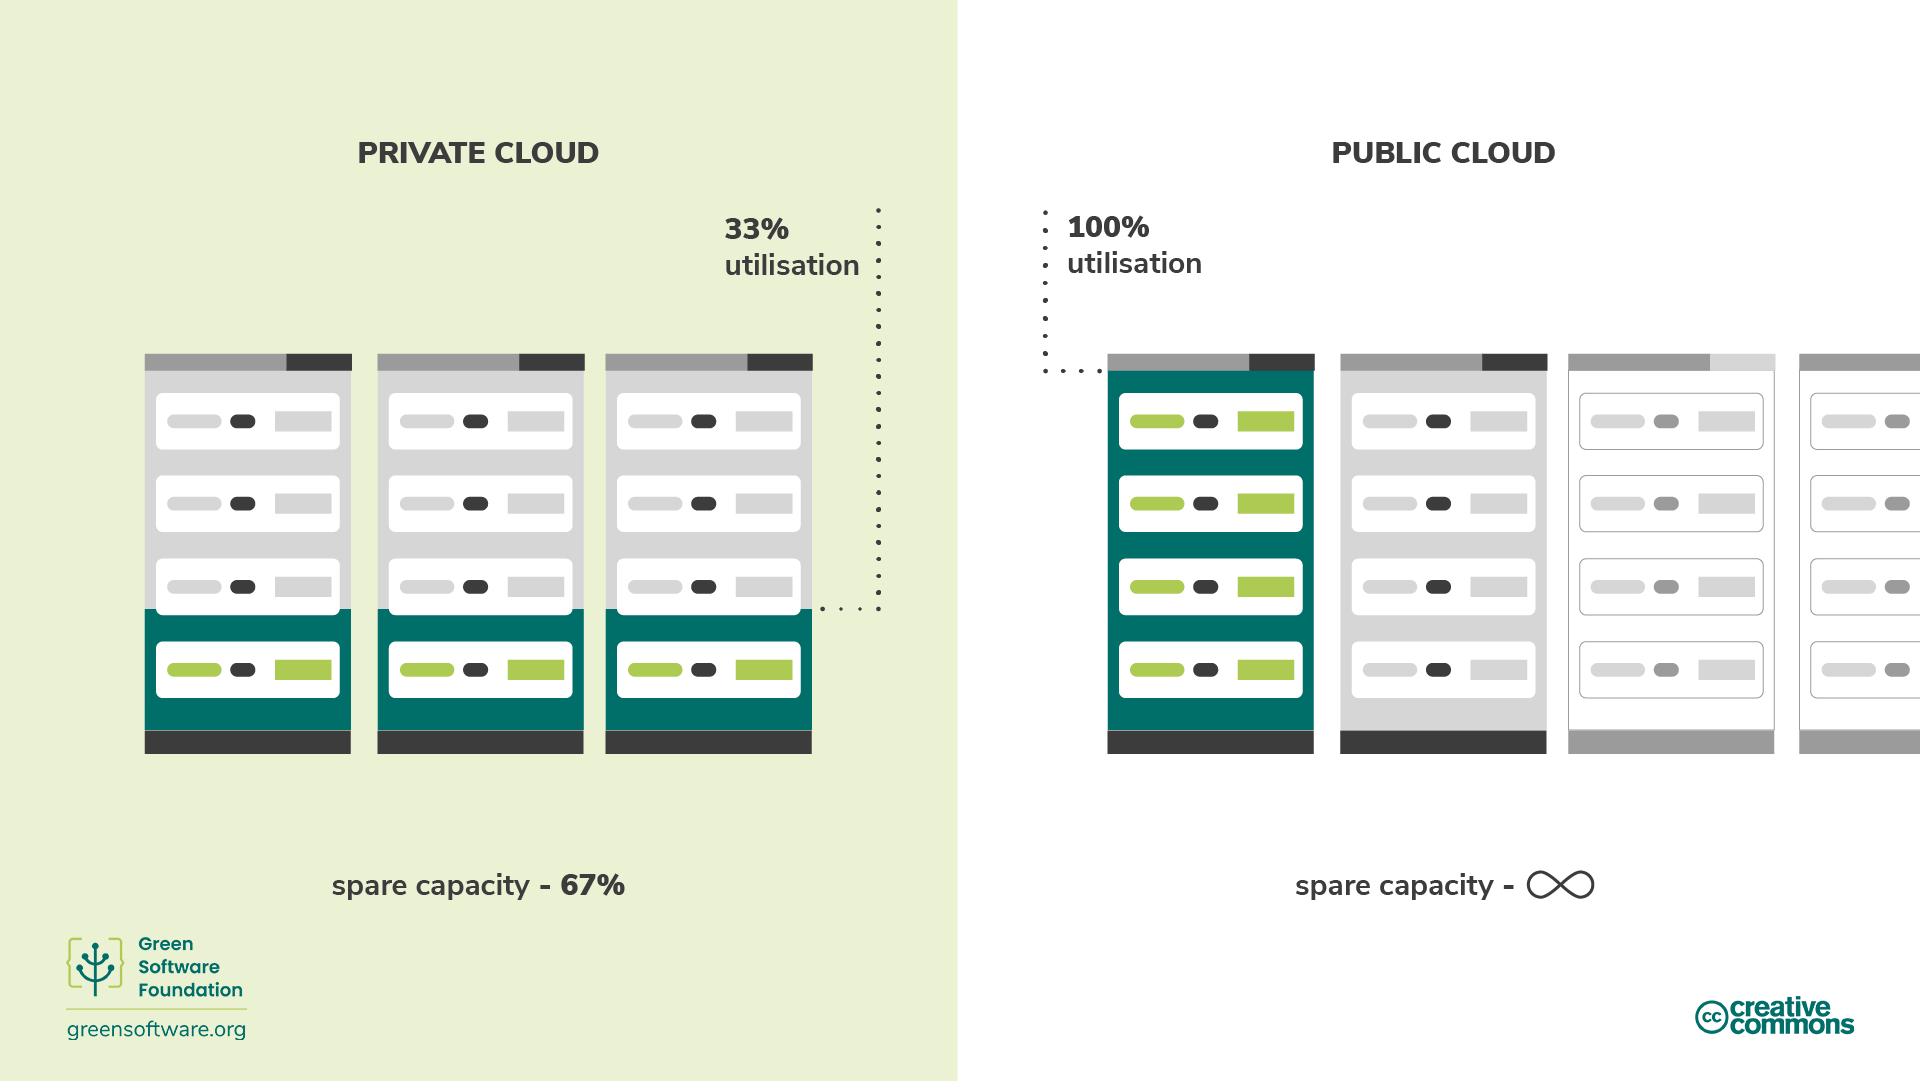 PRIVATE CLOUD
33%
utilisation
spare capacity - 67%
Green
Software
Foundation
greensoftware.org
PUBLIC CLOUD
100%
utilisation
spare capacity - ∞
cc creative
commons